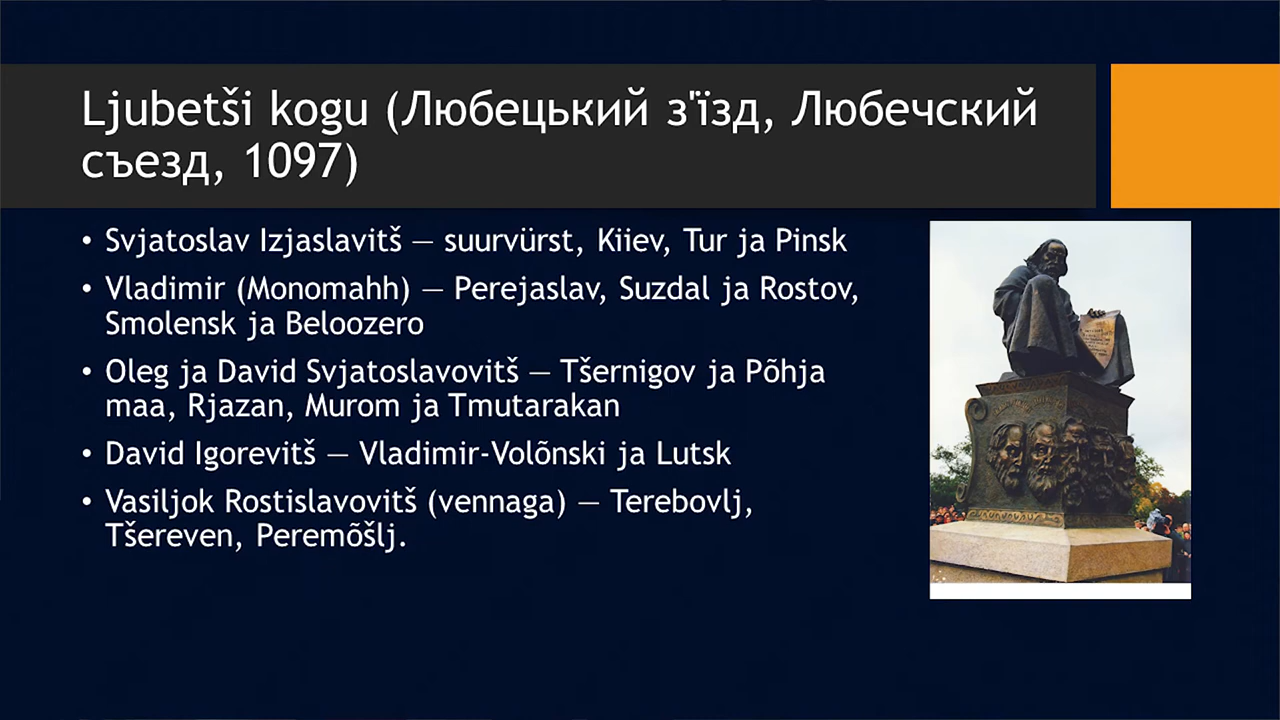 Ljubetši kogu (Любецький з'їзд, Любечский
съезд, 1097)
• Svjatoslav Izjaslavitš — suurvürst, Kiiev, Tur ja Pinsk
• Vladimir (Monomahh) — Perejaslav, Suzdal ja Rostov,
Smolensk ja Beloozero
• Oleg ja David Svjatoslavovitš — Tšernigov ja Põhja
maa, Rjazan, Murom ja Tmutarakan
• David Igorevitš — Vladimir-Volõnski ja Lutsk
• Vasiljok Rostislavovitš (vennaga) — Terebovlj,
Tšereven, Peremõšlj.